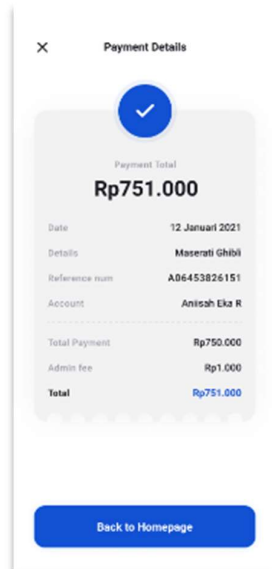 Payment Details
Payment Total
Rp751.000
Date 12 Januari 2021
Details Maserati Ghibli
Reference num A06453826151
Account Aniisah Eka R
Total Payment Rp750.000
Admin fee Rp1.000
Total Rp751.000
Back to Homepage